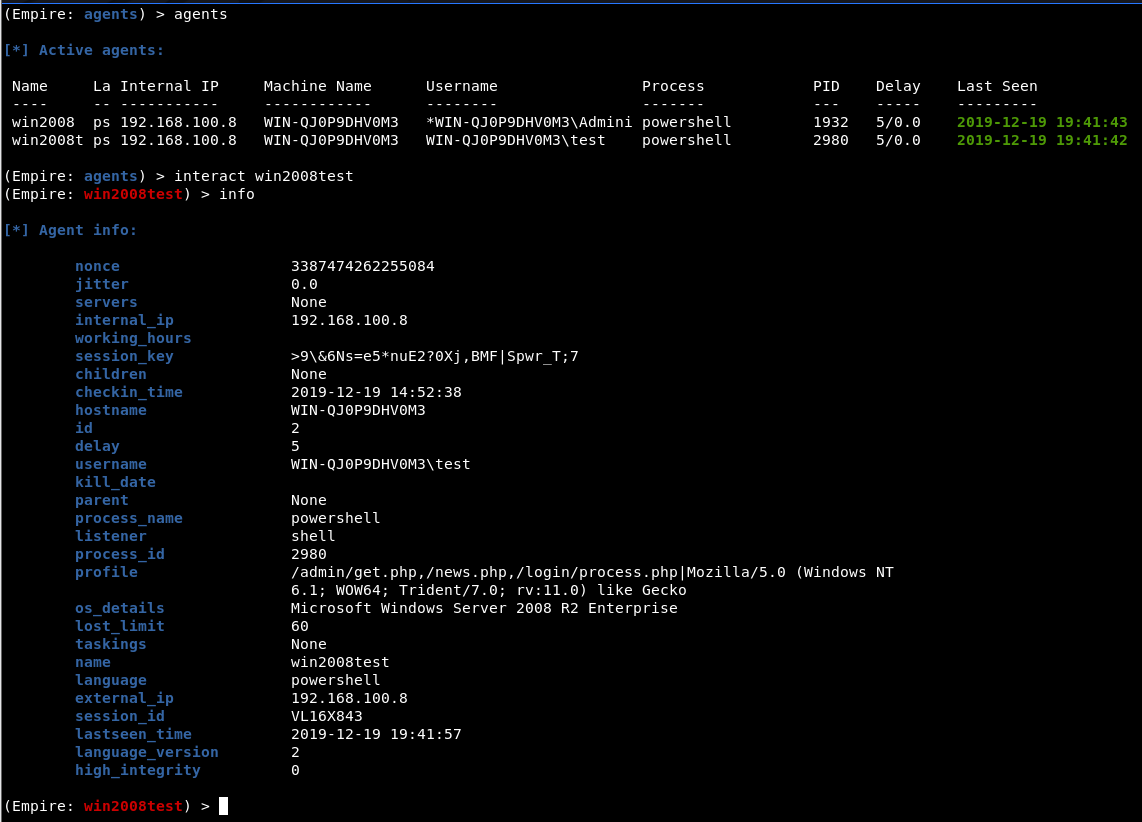 (Empire: agents) > agents
[*] Active agents:
Name     La Internal IP     Machine Name      Username                Process            PID    Delay    Last Seen
----     -- -----------     ------------      --------                -------            ---    -----    ---------
win2008  ps 192.168.100.8   WIN-QJ0P9DHV0M3   *WIN-QJ0P9DHV0M3\Admini powershell         1932   5/0.0    2019-12-19 19:41:43
win2008t ps 192.168.100.8   WIN-QJ0P9DHV0M3   WIN-QJ0P9DHV0M3\test    powershell         2980   5/0.0    2019-12-19 19:41:42
(Empire: agents) > interact win2008test
(Empire: win2008test) > info
[*] Agent info:
nonce                   3387474262255084
jitter                  0.0
servers                 None
internal_ip             192.168.100.8
working_hours
session_key             >9\&6Ns=e5*nuE2?0Xj,BMF|Spwr_T;7
children                None
checkin_time            2019-12-19 14:52:38
hostname                WIN-QJ0P9DHV0M3
id                      2
delay                   5
username                WIN-QJ0P9DHV0M3\test
kill_date
parent                  None
process_name            powershell
listener                shell
process_id              2980
profile                 /admin/get.php,/news.php,/login/process.php|Mozilla/5.0 (Windows NT
6.1; WOW64; Trident/7.0; rv:11.0) like Gecko
os_details              Microsoft Windows Server 2008 R2 Enterprise
lost_limit              60
taskings                None
name                    win2008test
language                powershell
external_ip             192.168.100.8
session_id              VL16X843
lastseen_time           2019-12-19 19:41:57
language_version        2
high_integrity          0
(Empire: win2008test) >